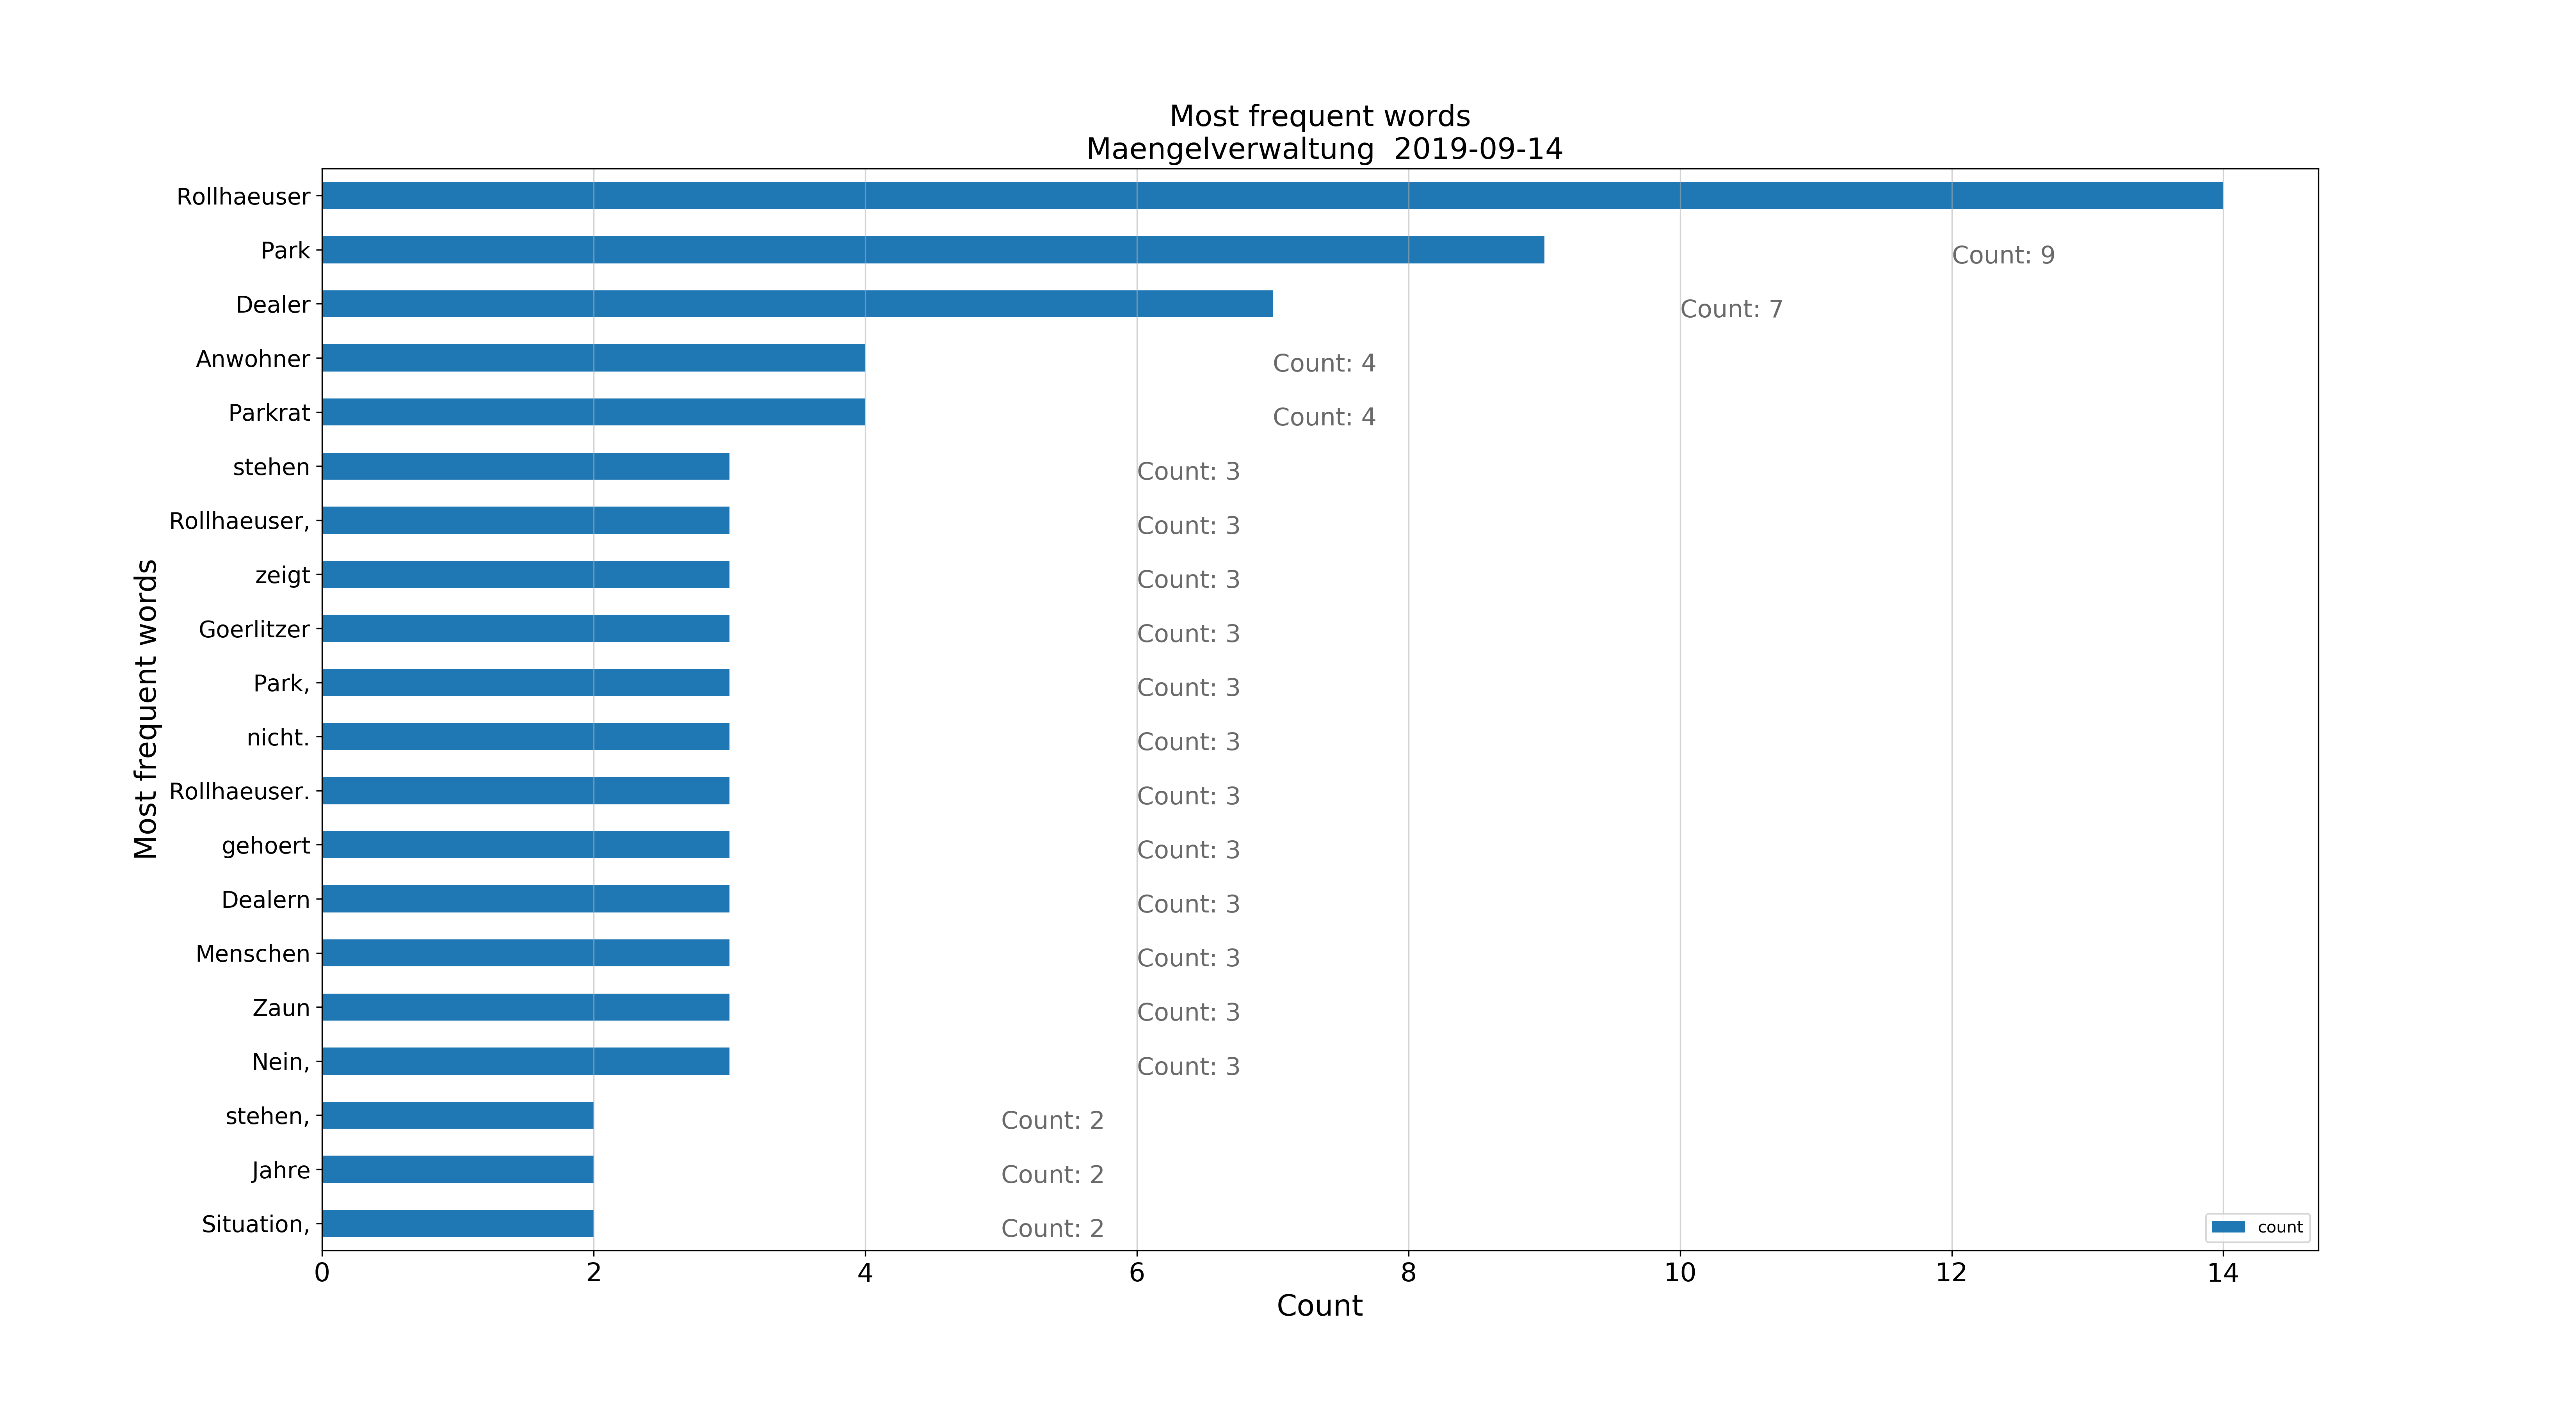 Most frequent words
Maengelverwaltung  2019-09-14
Most frequent words
Rollhaeuser
Park Count: 9
Dealer Count: 7
Anwohner Count: 4
Parkrat Count: 4
stehen Count: 3
Rollhaeuser, Count: 3
zeigt Count: 3
Goerlitzer Count: 3
Park, Count: 3
nicht. Count: 3
Rollhaeuser. Count: 3
gehoert Count: 3
Dealern Count: 3
Menschen Count: 3
Zaun Count: 3
Nein, Count: 3
stehen, Count: 2
Jahre Count: 2
Situation, Count: 2
count
0 2 4 6 8 10 12 14
Count